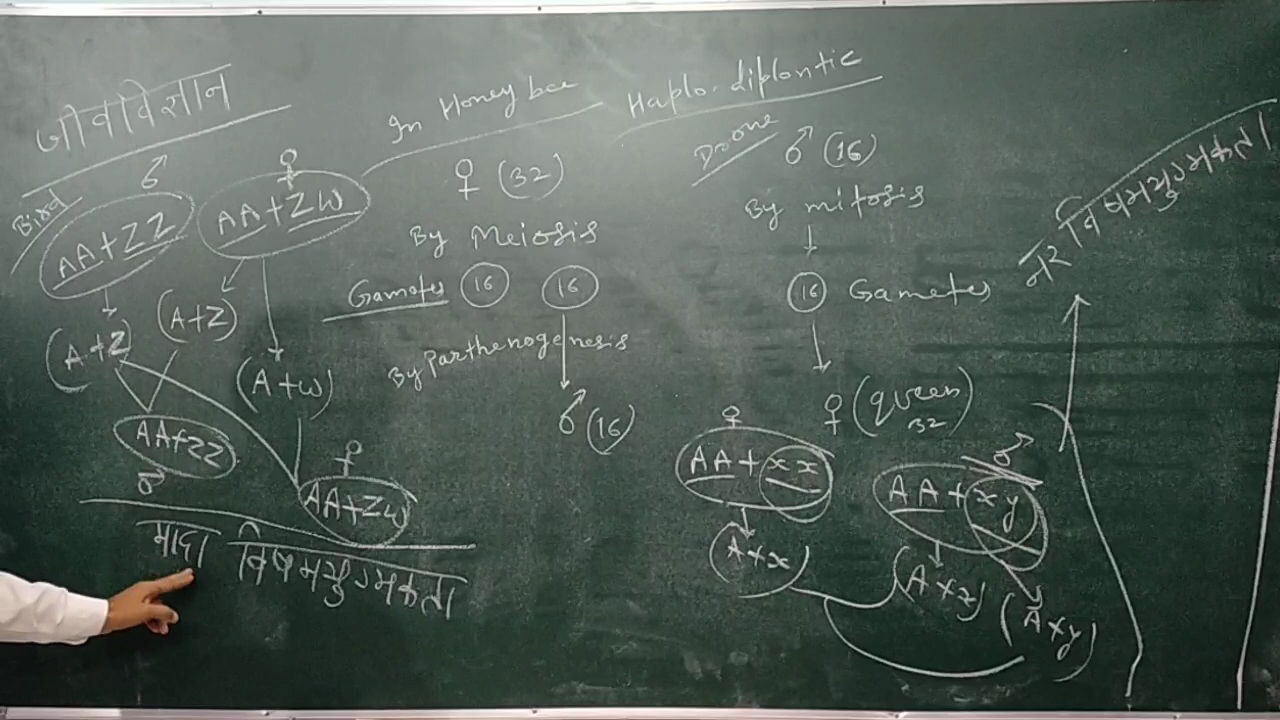 जीवविज्ञान
Bird
♂ ♀
AA+ZZ AA+ZW
(A+Z) (A+Z)
(A+W)
AA+ZZ
♂
♀
AA+ZW
मादा विषमयुग्मकता
In Honey bee
♀ (32)
By Meiosis
Gametes 16 16
By Parthenogenesis
♂ (16)
Haplo-diplontic
Drone ♂ (16)
By mitosis
16 Gametes
♀ (queen 32)
♀ ♂
AA+xx AA+xy
(A+x) (A+x) (A+y)
नर विषमयुग्मकता